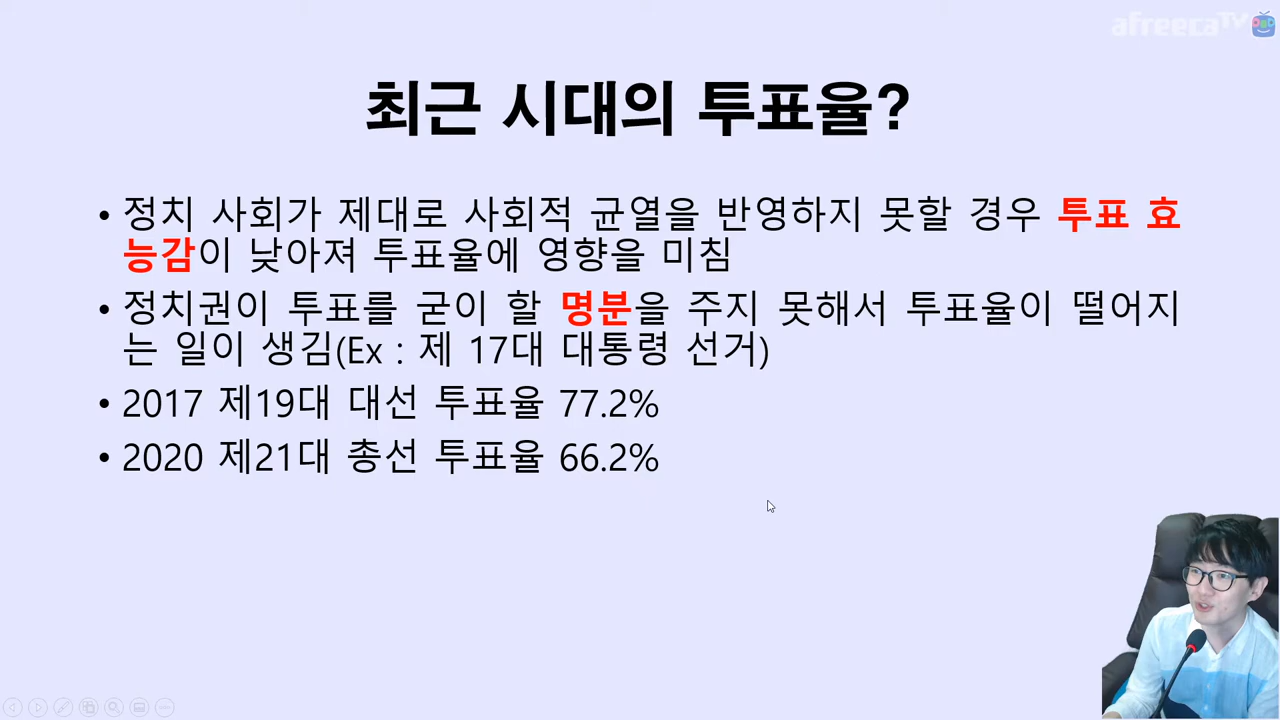 afreecaTV
최근 시대의 투표율?
• 정치 사회가 제대로 사회적 균열을 반영하지 못할 경우 투표 효
능감이 낮아져 투표율에 영향을 미침
• 정치권이 투표를 굳이 할 명분을 주지 못해서 투표율이 떨어지
는 일이 생김(Ex : 제 17대 대통령 선거)
• 2017 제19대 대선 투표율 77.2%
• 2020 제21대 총선 투표율 66.2%